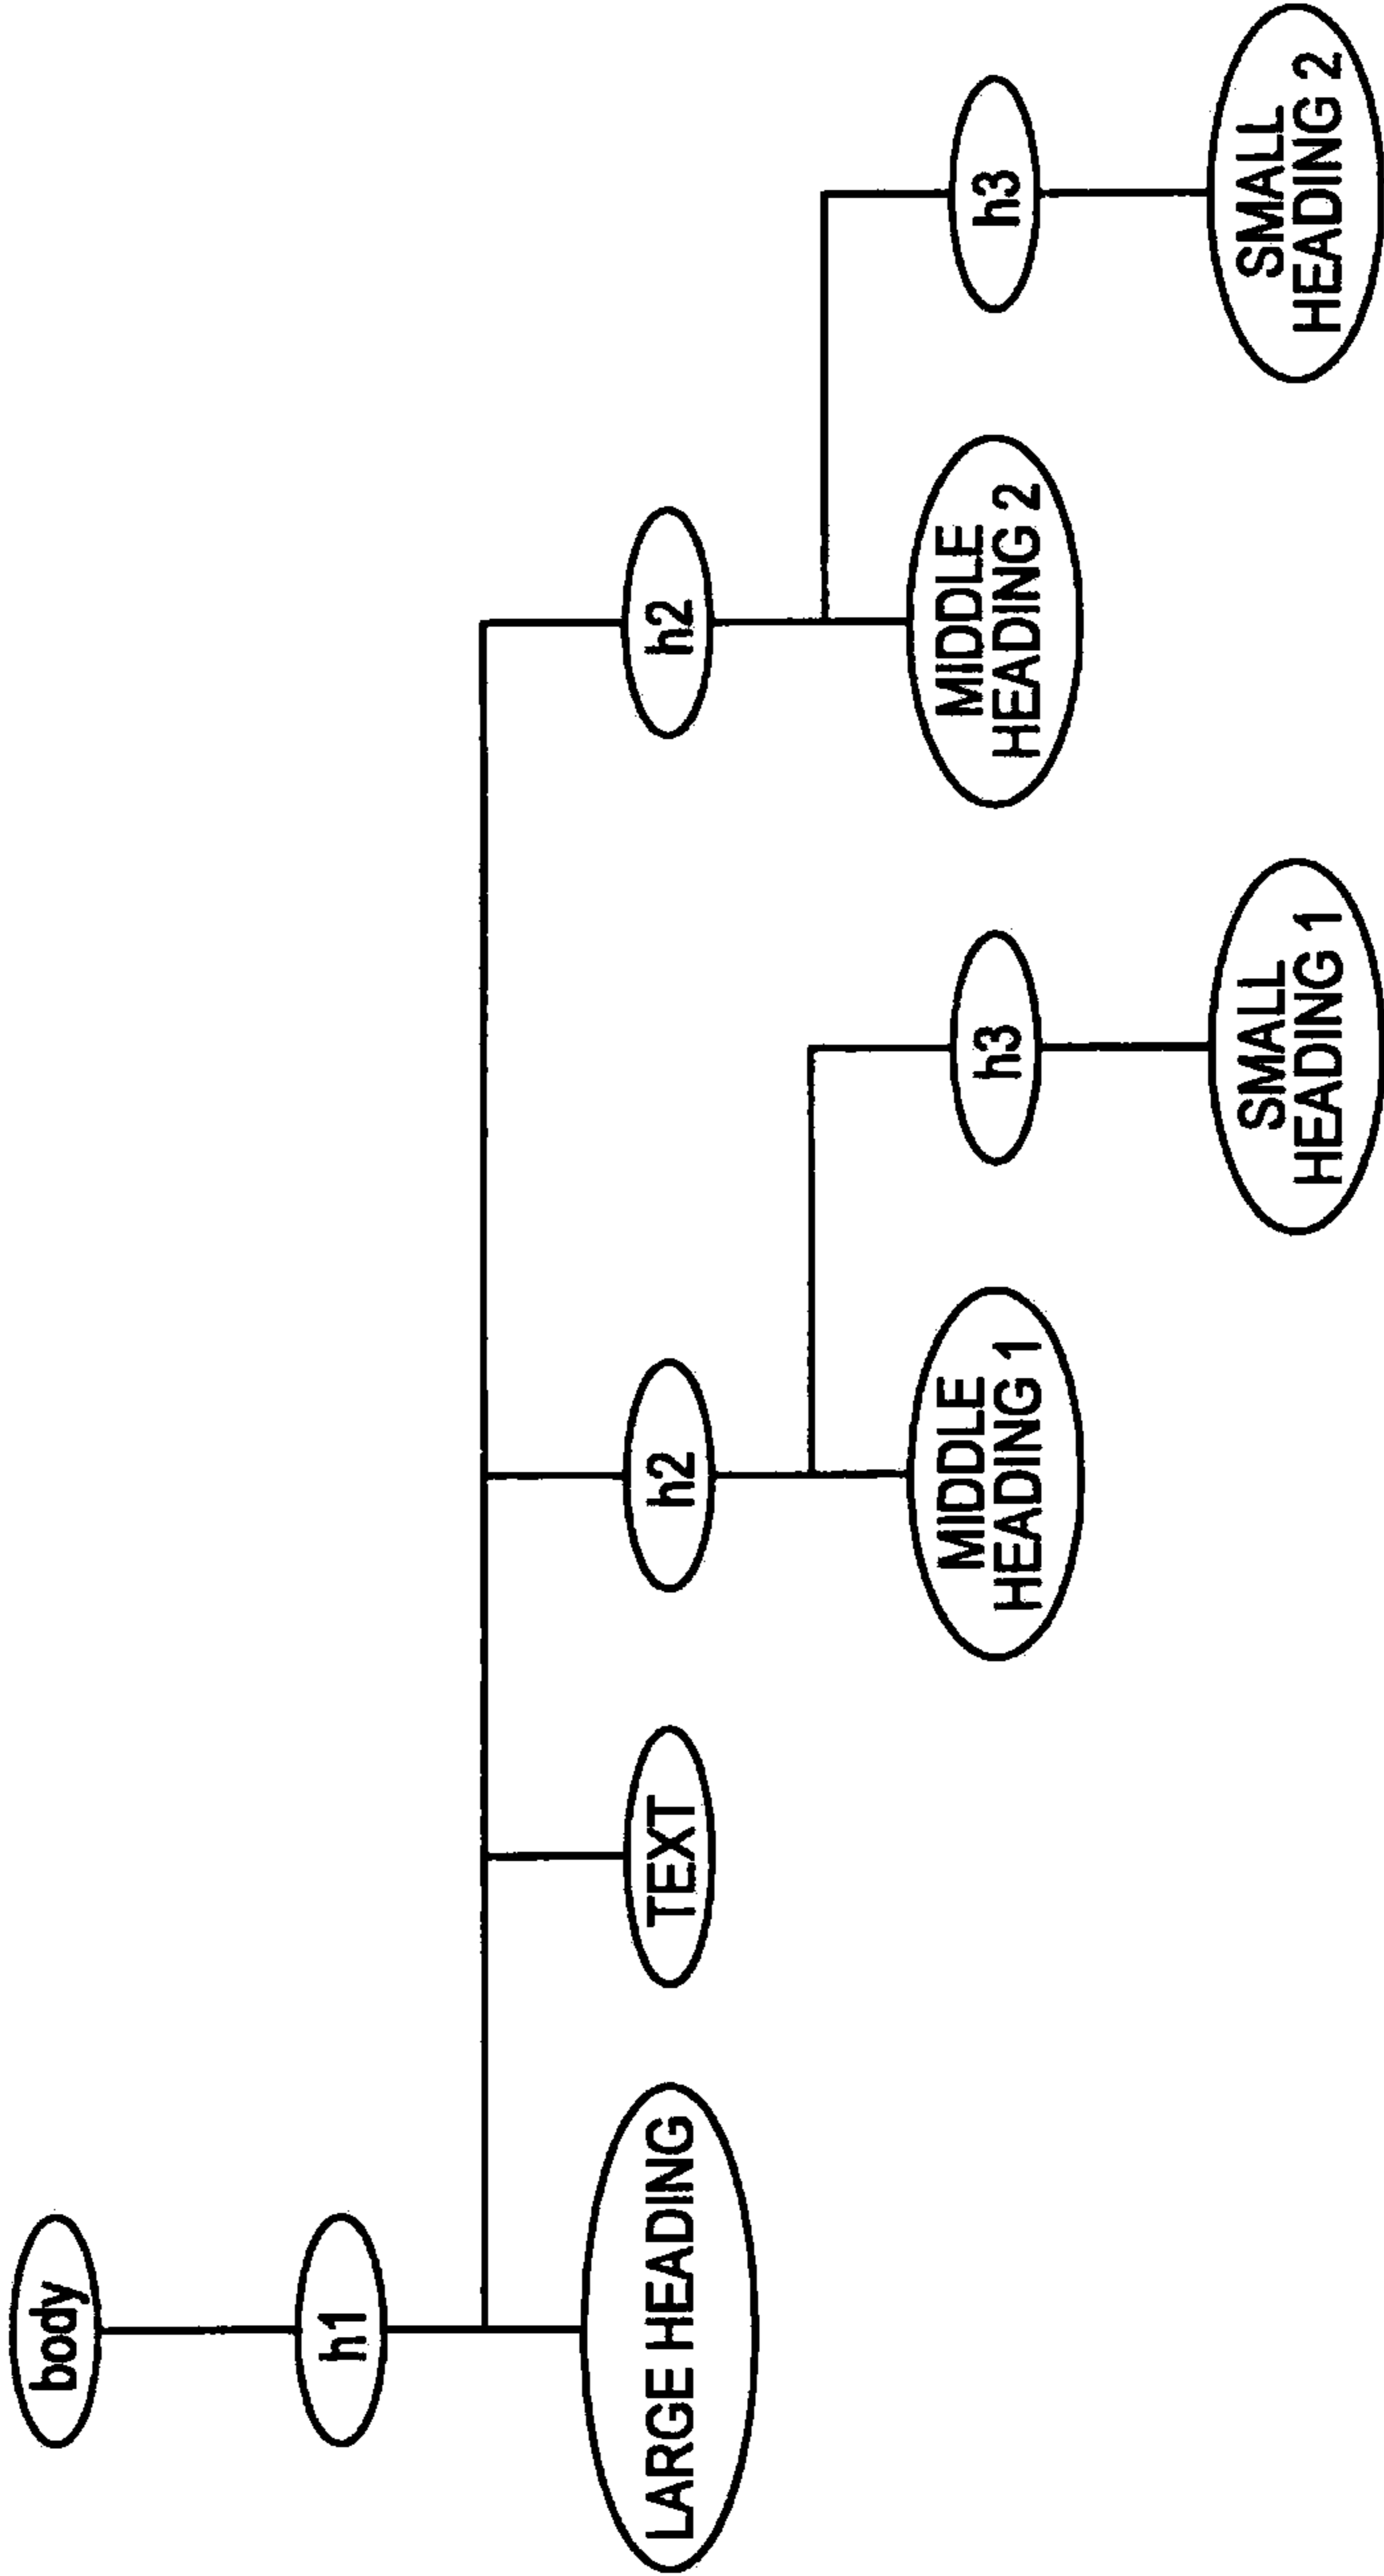 body
h1
LARGE HEADING
TEXT
h2
h2
MIDDLE
HEADING 1
h3
MIDDLE
HEADING 2
h3
SMALL
HEADING 1
SMALL
HEADING 2